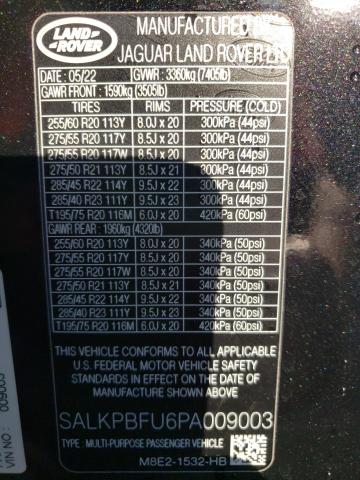 LAND
ROVER
MANUFACTURED BY
JAGUAR LAND ROVER LT
DATE : 05/22 GVWR : 3360kg (7405lb)
GAWR FRONT : 1590kg (3505lb)
TIRES RIMS PRESSURE (COLD)
255/60 R20 113Y 8.0J x 20 300kPa (44psi)
275/55 R20 117Y 8.5J x 20 300kPa (44psi)
275/55 R20 117W 8.5J x 20 300kPa (44psi)
275/50 R21 113Y 8.5J x 21 300kPa (44psi)
285/45 R22 114Y 9.5J x 22 300kPa (44psi)
285/40 R23 111Y 9.5J x 23 300kPa (44psi)
T195/75 R20 116M 6.0J x 20 420kPa (60psi)
GAWR REAR : 1960kg (4320lb)
255/60 R20 113Y 8.0J x 20 340kPa (50psi)
275/55 R20 117Y 8.5J x 20 340kPa (50psi)
275/55 R20 117W 8.5J x 20 340kPa (50psi)
275/50 R21 113Y 8.5J x 21 340kPa (50psi)
285/45 R22 114Y 9.5J x 22 340kPa (50psi)
285/40 R23 111Y 9.5J x 23 340kPa (50psi)
T195/75 R20 116M 6.0J x 20 420kPa (60psi)
THIS VEHICLE CONFORMS TO ALL APPLICABLE
U.S. FEDERAL MOTOR VEHICLE SAFETY
STANDARDS IN EFFECT ON THE DATE
OF MANUFACTURE SHOWN ABOVE
SALKPBFU6PA009003
TYPE : MULTI-PURPOSE PASSENGER VEHICLE
M8E2-1532-HB
VIN NO :
009003